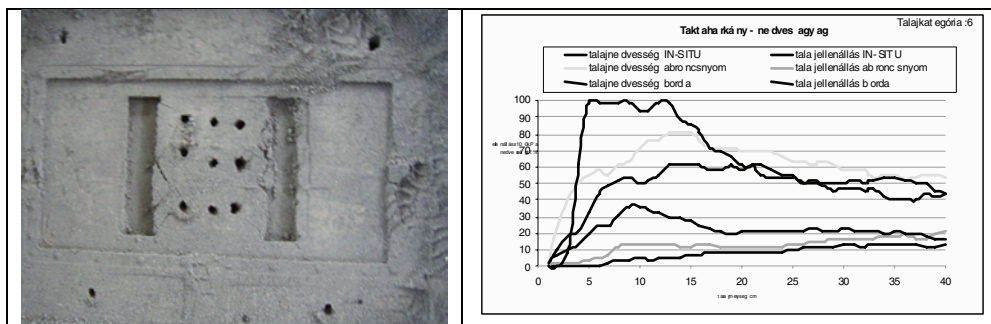 Talajkat egória :6
Takt aha rká ny - ne dves agy ag
talajne dvesség IN-SITU
tala jellenállás IN- SIT U
talajne dvesség abro ncsnyom
tala jellenállás ab ronc snyom
talajne dvesség bord a
tala jellenállás b orda
100
90
80
70
60
50
40
30
20
10
0
0 5 10 15 20 25 30 35 40